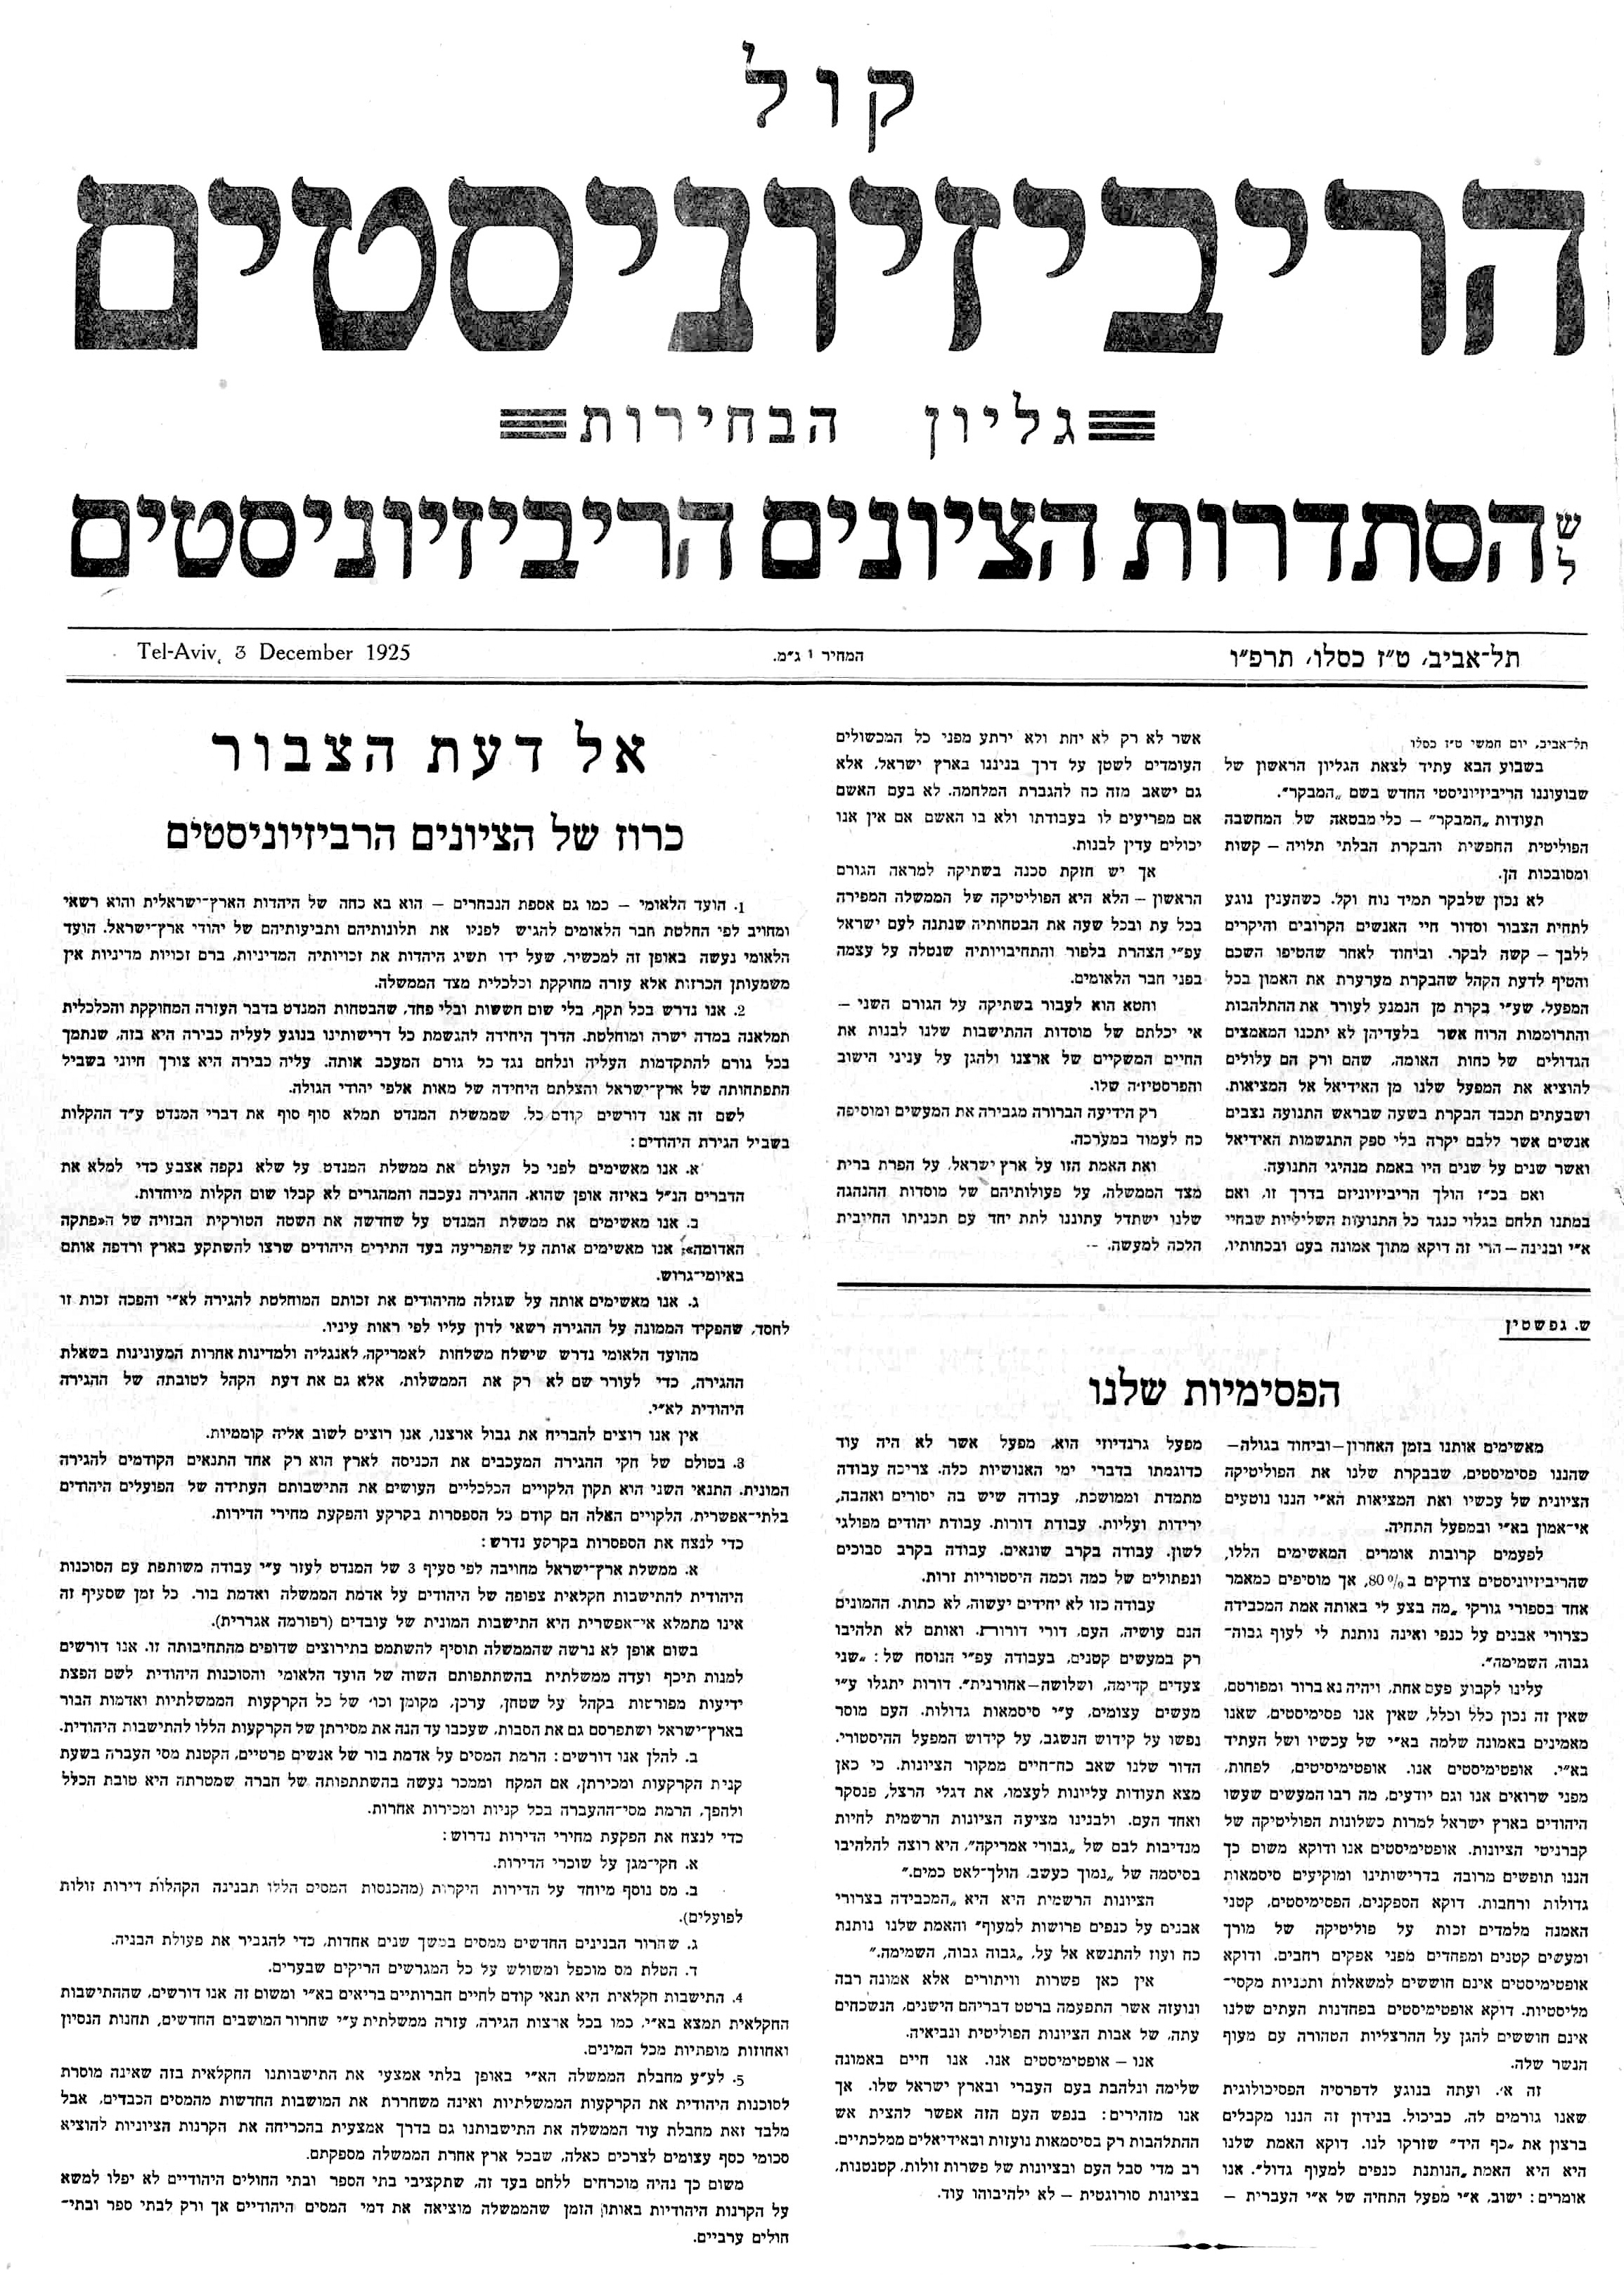 קול
הריביזיוניסטים
גליון הבחירות
של הסתדרות הציונים הריביזיוניסטים
תל־אביב, ט״ז כסלו, תרפ״ו
המחיר 1 ג״מ.
Tel-Aviv, 3 December 1925
תל־אביב, יום חמשי ט״ז כסלו
בשבוע הבא עתיד לצאת הגליון הראשון של
שבועוננו הריביזיוניסטי החדש בשם „המבקר״.
תעודות „המבקר״ – כלי מבטאה של המחשבה
הפוליטית החפשית והבקרת הבלתי תלויה – קשות
ומסובכות הן.
לא נכון שלבקר תמיד נוח וקל. כשהענין נוגע
לתחית הצבור וסדור חיי האנשים הקרובים והיקרים
ללבך – קשה לבקר. וביחוד לאחר שהטיפו השכם
והטיף לדעת הקהל שהבקרת מערערת את האמון בכל
המפעל, שע״י בקרת מן הנמנע לעורר את ההתלהבות
והתרוממות הרוח אשר בלעדיהן לא יתכנו המאמצים
הגדולים של כחות האומה, שהם ורק הם עלולים
להוציא את המפעל שלנו מן האידיאל אל המציאות.
ושבעתים תכבד הבקרת בשעה שבראש התנועה נצבים
אנשים אשר ללבם יקרה בלי ספק התגשמות האידיאל
ואשר שנים על שנים היו באמת מנהיגי התנועה.
ואם בכ״ז הולך הריביזיוניזם בדרך זו, ואם
במתנו תלחם בגלוי כנגד כל התנועות השליליות שבחיי
א״י ובנינה – הרי זה דוקא מתוך אמונה בעם ובכחותיו,
אשר לא רק לא יחת ולא ירתע מפני כל המכשולים
העומדים לשטן על דרך בניננו בארץ ישראל, אלא
גם ישאב מזה כח להגברת המלחמה. לא בעם האשם
אם מפריעים לו בעבודתו ולא בו האשם אם אין אנו
יכולים עדין לבנות.
אך יש חזקת סכנה בשתיקה למראה הגורם
הראשון – הלא היא הפוליטיקה של הממשלה המפירה
בכל עת ובכל שעה את הבטחותיה שנתנה לעם ישראל
עפ״י הצהרת בלפור והתחיבויותיה שנטלה על עצמה
בפני חבר הלאומים.
וחטא הוא לעבור בשתיקה על הגורם השני –
אי יכלתם של מוסדות ההתישבות שלנו לבנות את
החיים המשקיים של ארצנו ולהגן על עניני הישוב
והפרסטיז׳ה שלו.
רק הידיעה הברורה מגבירה את המעשים ומוסיפה
כח לעמוד במערכה.
ואת האמת הזו על ארץ ישראל, על הפרת ברית
מצד הממשלה, על פעולותיהם של מוסדות ההנהגה
שלנו ישתדל עתוננו לתת יחד עם תכניתו החיובית
הלכה למעשה. --
ש. גפשטין
הפסימיות שלנו
מאשימים אותנו בזמן האחרון – וביחוד בגולה –
שהננו פסימיסטים, שבבקרת שלנו את הפוליטיקה
הציונית של עכשיו ואת המציאות הא״י הננו נוטעים
אי־אמון בא״י ובמפעל התחיה.
לפעמים קרובות אומרים המאשימים הללו,
שהריביזיוניסטים צודקים ב 80%, אך מוסיפים כמאמר
אחד בספורי גורקי „מה בצע לי באותה אמת המכבידה
כצרורי אבנים על כנפי ואינה נותנת לי לעוף גבוה־
גבוה, השמימה״.
עלינו לקבוע פעם אחת, ויהיה נא ברור ומפורסם,
שאין זה נכון כלל וכלל, שאין אנו פסימיסטים, שאנו
מאמינים באמונה שלמה בא״י של עכשיו ושל העתיד
בא״י. אופטימיסטים אנו. אופטימיסטים, לפחות,
מפני שרואים אנו וגם יודעים, מה רבו המעשים שעשו
היהודים בארץ ישראל למרות כשלונות הפוליטיקה של
קברניטי הציונות. אופטימיסטים אנו ודוקא משום כך
הננו תופשים מרובה בדרישותינו ומוקיעים סיסמאות
גדולות ורחבות. דוקא הספקנים, הפסימיסטים, קטני
האמנה מלמדים זכות על פוליטיקה של מורך
ומעשים קטנים ומפחדים מפני אפקים רחבים. ודוקא
אופטימיסטים אינם חוששים למשאלות ותכניות מקסי־
מליסטיות. דוקא אופטימיסטים בפחדנות העתים שלנו
אינם חוששים להגן על ההרצליות הטהורה עם מעוף
הנשר שלה.
זה א׳. ועתה בנוגע לדפרסיה הפסיכולוגית
שאנו גורמים לה, כביכול. בנידון זה הננו מקבלים
ברצון את „כף היד״ שזרקו לנו. דוקא האמת שלנו
היא היא האמת „הנותנת כנפים למעוף גדול״. אנו
אומרים: ישוב, א״י מפעל התחיה של א״י העברית –
מפעל גרנדיוזי הוא, מפעל אשר לא היה עוד
כדוגמתו בדברי ימי האנושיות כלה. צריכה עבודה
מתמדת וממושכת, עבודה שיש בה יסורים ואהבה,
ירידות ועליות. עבודת דורות. עבודת יהודים מפולגי
לשון. עבודה בקרב שונאים. עבודה בקרב סבוכים
ונפתולים של כמה וכמה היסטוריות זרות.
עבודה כזו לא יחידים יעשוה, לא כתות. ההמונים
הנם עושיה, העם, דורי דורות. ואותם לא תלהיבו
רק במעשים קטנים, בעבודה עפ״י הנוסח של: „שני
צעדים קדימה, ושלושה–אחורנית״. דורות יתגלו ע״י
מעשים עצומים, ע״י סיסמאות גדולות. העם מוסר
נפשו על קידוש הנשגב, על קידוש המפעל ההיסטורי.
הדור שלנו שאב כח־חיים ממקור הציונות. כי כאן
מצא תעודות עליונות לעצמו, את דגלי הרצל, פנסקר
ואחד העם. ולבנינו מציעה הציונות הרשמית לחיות
מנדיבות לבם של „גבורי אמריקה״, היא רוצה להלהיבו
בסיסמה של „נמוך כעשב, הולך־לאט כמים.״
הציונות הרשמית היא היא „המכבידה בצרורי
אבנים על כנפים פרושות למעוף״ והאמת שלנו נותנת
כח ועוז להתנשא אל על, „גבוה גבוה, השמימה.״
אין כאן פשרות וויתורים אלא אמונה רבה
ונועזה אשר התפעמה ברטט דבריהם הישנים, הנשכחים
עתה, של אבות הציונות הפוליטית ונביאיה.
אנו – אופטימיסטים אנו. אנו חיים באמונה
שלימה ונלהבת בעם העברי ובארץ ישראל שלו. אך
אנו מזהירים: בנפש העם הזה אפשר להצית אש
ההתלהבות רק בסיסמאות נועזות ובאידיאלים ממלכתיים.
רב מדי סבל העם ובציונות של פשרות זולות, קטנטנות,
בציונות סורוגטית – לא ילהיבוהו עוד.
אל דעת הצבור
כרוז של הציונים הרביזיוניסטים
1. הועד הלאומי – כמו גם אספת הנבחרים – הוא בא כחה של היהדות הארץ־ישראלית והוא רשאי
ומחויב לפי החלטת חבר הלאומים להגיש לפניו את תלונותיהם ותביעותיהם של יהודי ארץ־ישראל. הועד
הלאומי נעשה באופן זה למכשיר, שעל ידו תשיג היהדות את זכויותיה המדיניות, ברם זכויות מדיניות אין
משמעותן הכרזות אלא עזרה מחוקקת וכלכלית מצד הממשלה.
2. אנו נדרש בכל תקף, בלי שום חששות ובלי פחד, שהבטחות המנדט בדבר העזרה המחוקקת והכלכלית
תמלאנה במדה ישרה ומוחלטת. הדרך היחידה להגשמת כל דרישותינו בנוגע לעליה כבירה היא בזה, שנתמך
בכל גורם להתקדמות העליה ונלחם נגד כל גורם המעכב אותה. עליה כבירה היא צורך חיוני בשביל
התפתחותה של ארץ־ישראל והצלתם היחידה של מאות אלפי יהודי הגולה.
לשם זה אנו דורשים קודם כל, שממשלת המנדט תמלא סוף סוף את דברי המנדט ע״ד ההקלות
בשביל הגירת היהודים:
א. אנו מאשימים לפני כל העולם את ממשלת המנדט על שלא נקפה אצבע כדי למלא את
הדברים הנ״ל באיזה אופן שהוא. ההגירה נעכבה והמהגרים לא קבלו שום הקלות מיוחדות.
ב. אנו מאשימים את ממשלת המנדט על שחדשה את השטה הטורקית הבזויה של ה«פתקה
האדומה»; אנו מאשימים אותה על שהפריעה בעד התירים היהודים שרצו להשתקע בארץ ורדפה אותם
באיומי־גרוש.
ג. אנו מאשימים אותה על שגזלה מהיהודים את זכותם המוחלטת להגירה לא״י והפכה זכות זו
לחסד, שהפקיד הממונה על ההגירה רשאי לדון עליו לפי ראות עיניו.
מהועד הלאומי נדרש שישלח משלחות לאמריקה, לאנגליה ולמדינות אחרות המעונינות בשאלת
ההגירה, כדי לעורר שם לא רק את הממשלות, אלא גם את דעת הקהל לטובתה של ההגירה
היהודית לא״י.
אין אנו רוצים להבריח את גבול ארצנו, אנו רוצים לשוב אליה קוממיות.
3. בטולם של חקי ההגירה המעכבים את הכניסה לארץ הוא רק אחד התנאים הקודמים להגירה
המונית. התנאי השני הוא תקון הלקויים הכלכליים העושים את התישבותם העתידה של הפועלים היהודים
בלתי־אפשרית. הלקויים האלה הם קודם כל הספסרות בקרקע והפקעת מחירי הדירות.
כדי לנצח את הספסרות בקרקע נדרש:
א. ממשלת ארץ־ישראל מחויבה לפי סעיף 3 של המנדט לעזר ע״י עבודה משותפת עם הסוכנות
היהודית להתישבות חקלאית צפופה של היהודים על אדמת הממשלה ואדמת בור. כל זמן שסעיף זה
אינו מתמלא אי־אפשרית היא התישבות המונית של עובדים (רפורמה אגררית).
בשום אופן לא נרשה שהממשלה תוסיף להשתמט בתירוצים שדופים מהתחיבותה זו. אנו דורשים
למנות תיכף ועדה ממשלתית בהשתתפותם השוה של הועד הלאומי והסוכנות היהודית לשם הפצת
ידיעות מפורשות בקהל על שטחן, ערכן, מקומן וכו׳ של כל הקרקעות הממשלתיות ואדמות הבור
בארץ־ישראל ושתפרסם גם את הסבות, שעכבו עד הנה את מסירתן של הקרקעות הללו להתישבות היהודית.
ב. להלן אנו דורשים: הרמת המסים על אדמת בור של אנשים פרטיים, הקטנת מסי העברה בשעת
קנית הקרקעות ומכירתן, אם המקח וממכר נעשה בהשתתפותה של חברה שמטרתה היא טובת הכלל
ולהפך, הרמת מסי־ההעברה בכל קניות ומכירות אחרות.
כדי לנצח את הפקעת מחירי הדירות נדרוש:
א. חקי־מגן על שוכרי הדירות.
ב. מס נוסף מיוחד על הדירות היקרות (מהכנסות המסים הללו תבנינה הקהלות דירות זולות
לפועלים).
ג. שחרור הבנינים החדשים ממסים במשך שנים אחדות, כדי להגביר את פעולת הבניה.
ד. הטלת מס מוכפל ומשולש על כל המגרשים הריקים שבערים.
4. התישבות חקלאית היא תנאי קודם לחיים חברותיים בריאים בא״י ומשום זה אנו דורשים, שההתישבות
החקלאית תמצא בא״י, כמו בכל ארצות הגירה, עזרה ממשלתית ע״י שחרור המושבים החדשים, תחנות הנסיון
ואחוזות מופתיות מכל המינים.
5. לע״ע מחבלת הממשלה הא״י באופן בלתי אמצעי את התישבותנו החקלאית בזה שאינה מוסרת
לסוכנות היהודית את הקרקעות הממשלתיות ואינה משחררת את המושבות החדשות מהמסים הכבדים, אבל
מלבד זאת מחבלת עוד הממשלה את התישבותנו גם בדרך אמצעית בהכריחה את הקרנות הציוניות להוציא
סכומי כסף עצומים לצרכים כאלה, שבכל ארץ אחרת הממשלה מספקתם.
משום כך נהיה מוכרחים ללחם בעד זה, שתקציבי בתי הספר ובתי החולים היהודיים לא יפלו למשא
על הקרנות היהודיות באותו הזמן שהממשלה מוציאה את דמי המסים היהודיים אך ורק לבתי ספר ובתי־
חולים ערביים.